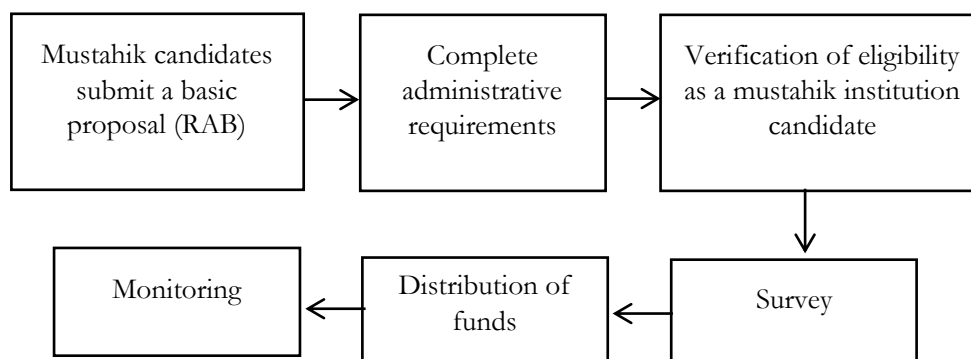 Mustahik candidates
submit a basic
proposal (RAB)
Complete
administrative
requirements
Verification of eligibility
as a mustahik institution
candidate
Survey
Distribution of
funds
Monitoring